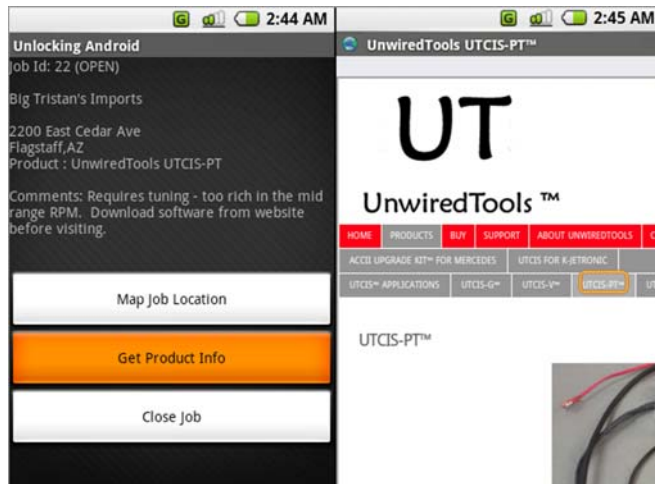 G 2:44 AM
Unlocking Android
Job Id: 22 (OPEN)
Big Tristan's Imports
2200 East Cedar Ave
Flagstaff,AZ
Product : UnwiredTools UTCIS-PT
Comments: Requires tuning - too rich in the mid
range RPM. Download software from website
before visiting.
Map Job Location
Get Product Info
Close Job
G 2:45 AM
UnwiredTools UTCIS-PT™
UT
UnwiredTools ™
HOME PRODUCTS BUY SUPPORT ABOUT UNWIREDTOOLS
ACCII UPGRADE KIT™ FOR MERCEDES UTCIS FOR K-JETRONIC
UTCIS™ APPLICATIONS UTCIS-G™ UTCIS-V™ UTCIS-PT™
UTCIS-PT™